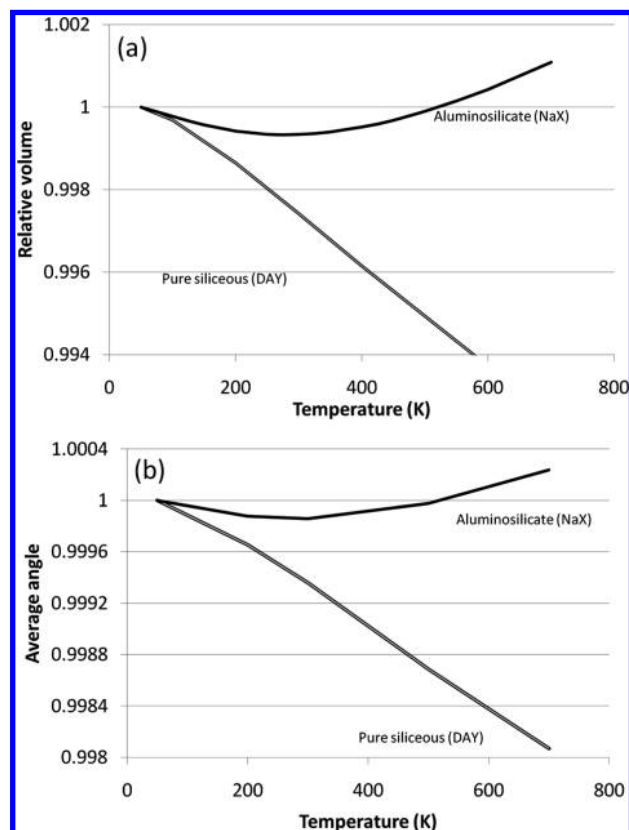 (a)
1.002
1
0.998
0.996
0.994
Relative volume
Aluminosilicate (NaX)
Pure siliceous (DAY)
0 200 400 600 800
Temperature (K)
(b)
1.0004
1
0.9996
0.9992
0.9988
0.9984
0.998
Average angle
Aluminosilicate (NaX)
Pure siliceous (DAY)
0 200 400 600 800
Temperature (K)